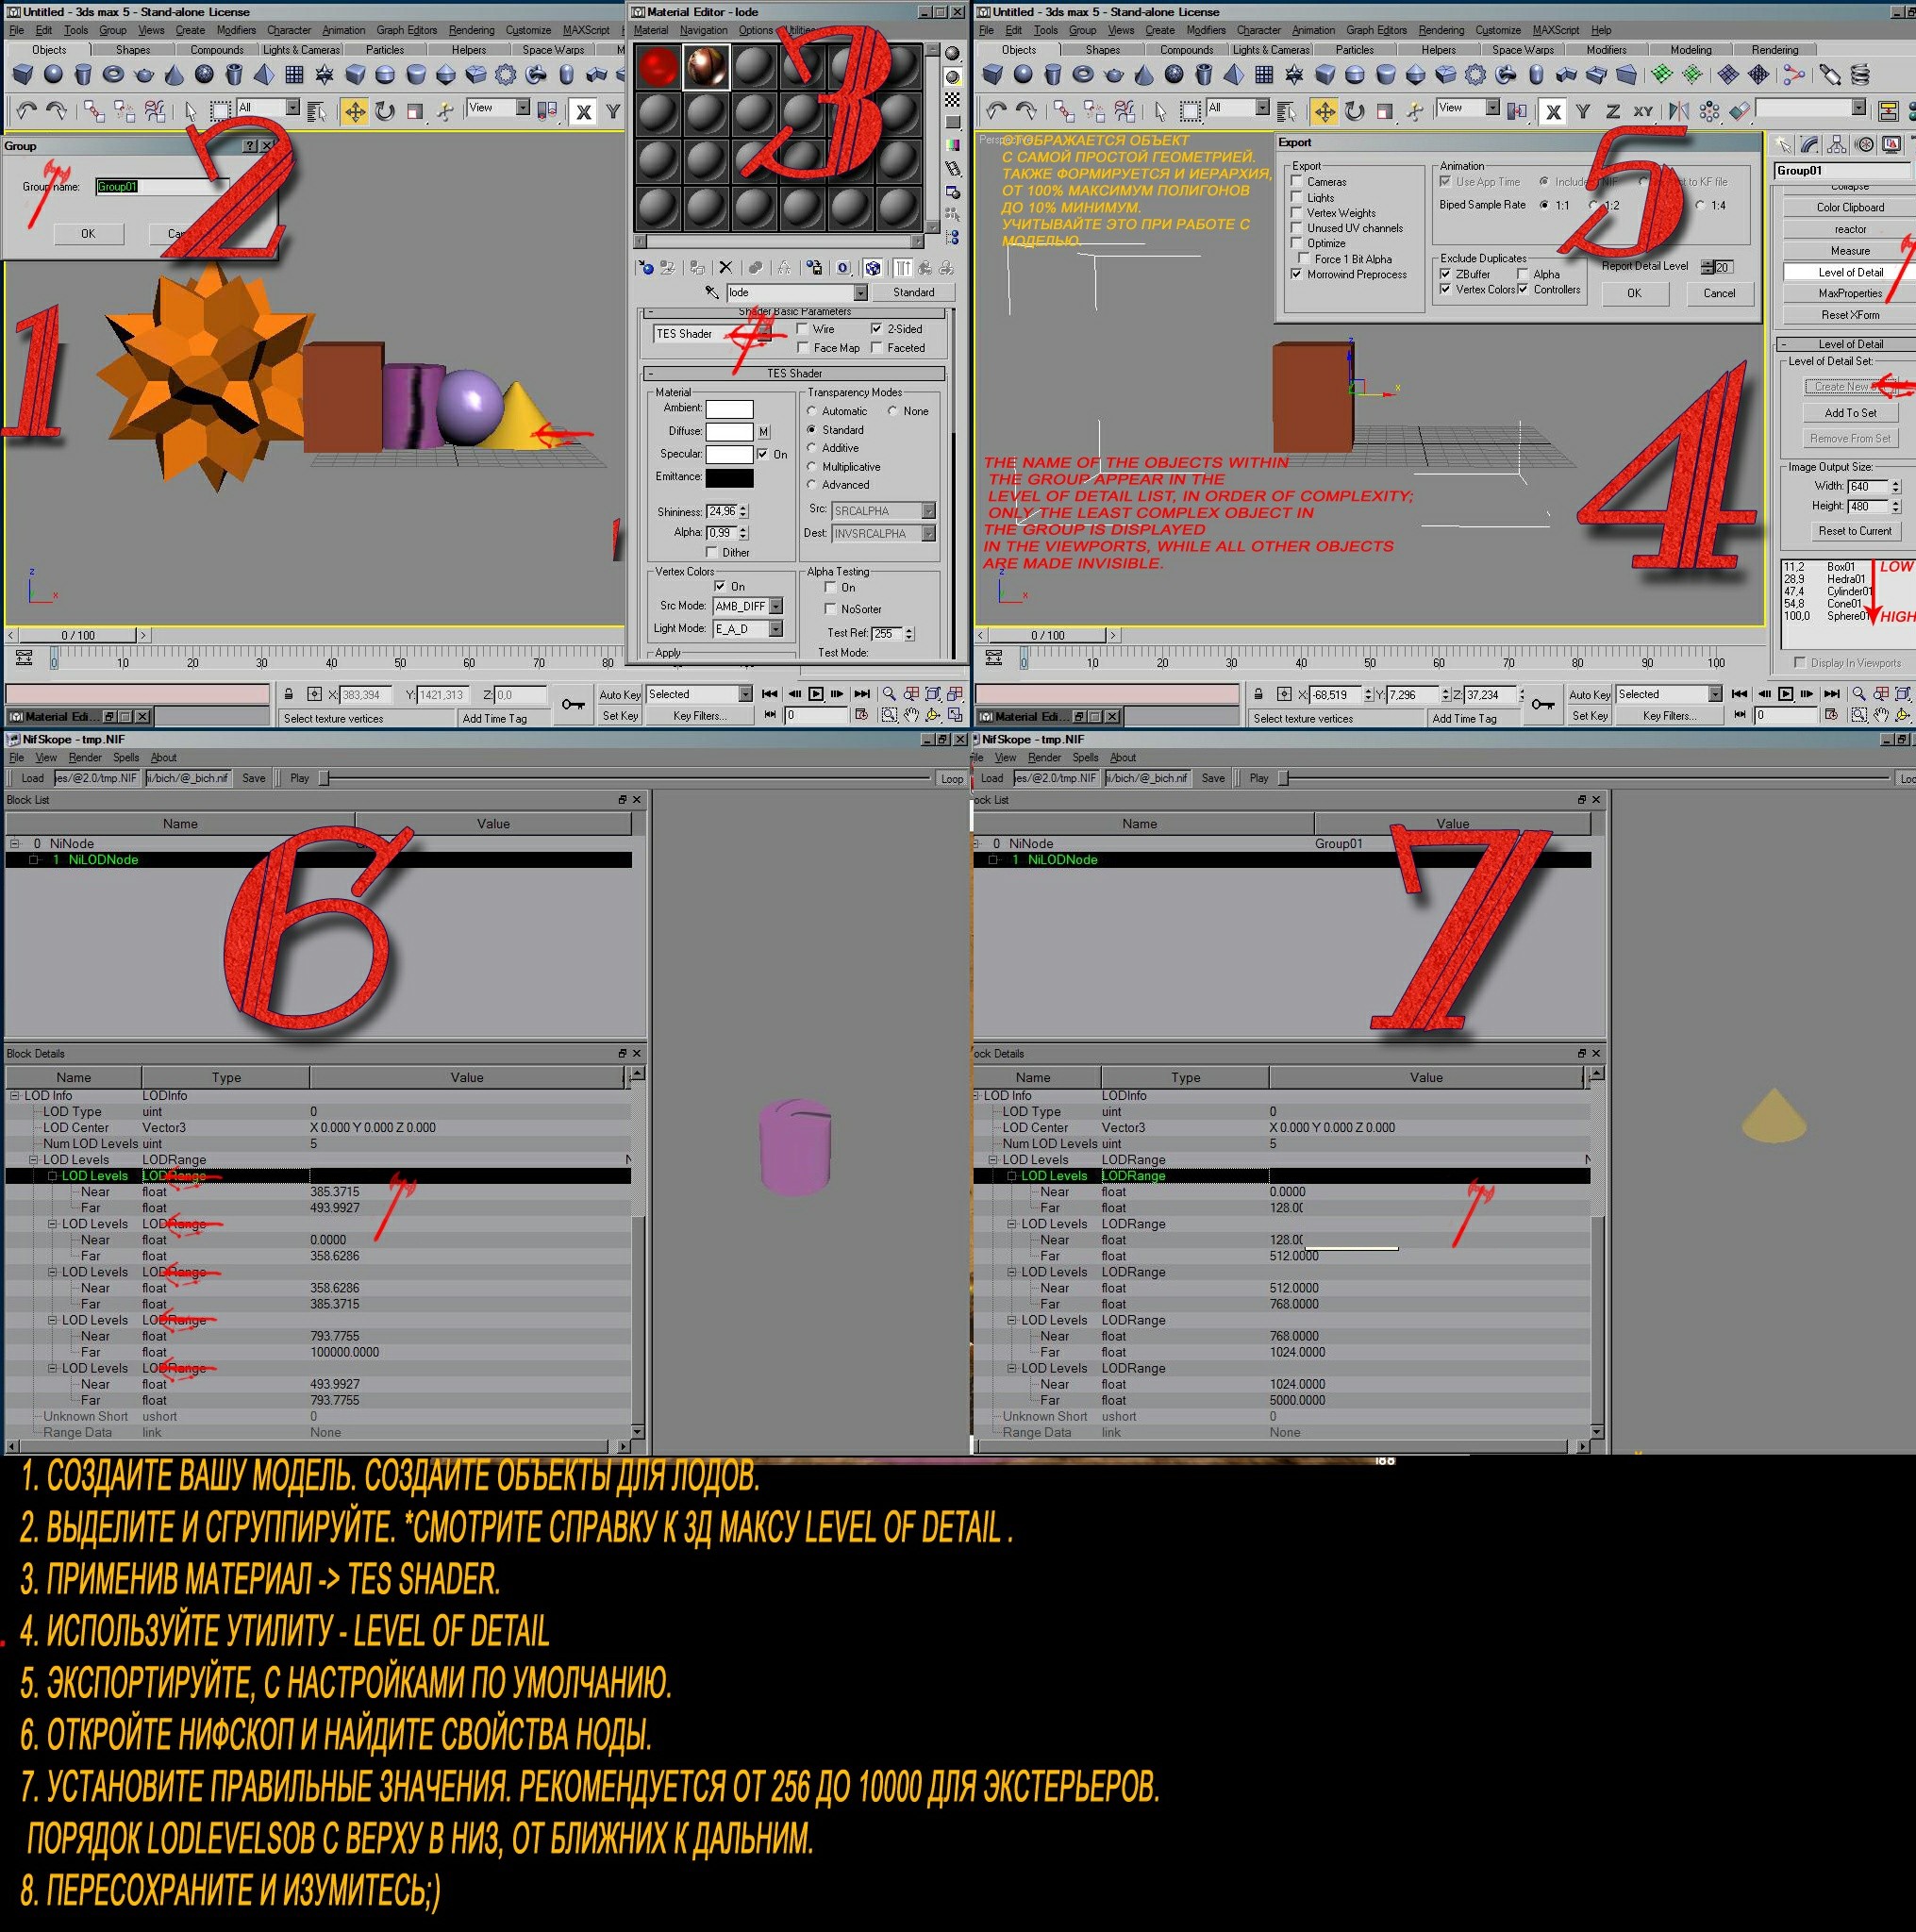 Untitled - 3ds max 5 - Stand-alone License
File Edit Tools Group Views Create Modifiers Character Animation Graph Editors Rendering Customize MAXScript
Objects Shapes Compounds Lights & Cameras Particles Helpers Space Warps
All
View
X Y
Group
Group name: Group01
OK
2
1
0 / 100
0 10 20 30 40 50 60 70 80
X: 383,394 Y: 1421,313 Z: 0,0
Auto Key Selected
Set Key Key Filters...
0
Material Edi...
Select texture vertices Add Time Tag
Material Editor - lode
Material Navigation Options Utilities
3
lode Standard
Shader Basic Parameters
TES Shader Wire 2-Sided
Face Map Faceted
TES Shader
Material
Ambient:
Diffuse: M
Specular: On
Emittance:
Shininess: 24,96
Alpha: 0,99
Dither
Transparency Modes
Automatic None
Standard
Additive
Multiplicative
Advanced
Src: SRCALPHA
Dest: INVSRCALPHA
Vertex Colors
On
Src Mode: AMB_DIFF
Light Mode: E_A_D
Apply
Alpha Testing
On
NoSorter
Test Ref: 255
Test Mode:
Untitled - 3ds max 5 - Stand-alone License
File Edit Tools Group Views Create Modifiers Character Animation Graph Editors Rendering Customize MAXScript Help
Objects Shapes Compounds Lights & Cameras Particles Helpers Space Warps Modifiers Modeling Rendering
All
View
X Y Z XY
ОТОБРАЖАЕТСЯ ОБЪЕКТ
С САМОЙ ПРОСТОЙ ГЕОМЕТРИЕЙ.
ТАКЖЕ ФОРМИРУЕТСЯ И ИЕРАРХИЯ,
ОТ 100% МАКСИМУМ ПОЛИГОНОВ
ДО 10% МИНИМУМ.
УЧИТЫВАЙТЕ ЭТО ПРИ РАБОТЕ С
МОДЕЛЬЮ.
Export
Export
Cameras
Lights
Vertex Weights
Unused UV channels
Optimize
Force 1 Bit Alpha
Morrowind Preprocess
Animation
Use App Time to KF file
Biped Sample Rate 1:1 1:2 1:4
Exclude Duplicates
ZBuffer Alpha
Vertex Colors Controllers
Report Detail Level 20
OK Cancel
5
THE NAME OF THE OBJECTS WITHIN
THE GROUP APPEAR IN THE
LEVEL OF DETAIL LIST, IN ORDER OF COMPLEXITY;
ONLY THE LEAST COMPLEX OBJECT IN
THE GROUP IS DISPLAYED
IN THE VIEWPORTS, WHILE ALL OTHER OBJECTS
ARE MADE INVISIBLE.
4
Group01
Collapse
Color Clipboard
reactor
Measure
Level of Detail
MaxProperties
Reset XForm
Level of Detail
Level of Detail Set:
Create New
Add To Set
Remove From Set
Image Output Size:
Width: 640
Height: 480
Reset to Current
11,2 Box01 LOW
28,9 Hedra01
47,4 Cylinder01
54,8 Cone01
100,0 Sphere01 HIGH
Display In Viewports
0 / 100
0 10 20 30 40 50 60 70 80 90 100
X: -68,519 Y: 7,296 Z: 37,234
Auto Key Selected
Set Key Key Filters...
0
Material Edi...
Select texture vertices Add Time Tag
NifSkope - tmp.NIF
File View Render Spells About
Load es/@2.0/tmp.NIF i/bich/@_bich.nif Save Play Loop
Block List
Name Value
0 NiNode
1 NiLODNode
6
Block Details
Name Type Value
LOD Info LODInfo
LOD Type uint 0
LOD Center Vector3 X 0.000 Y 0.000 Z 0.000
Num LOD Levels uint 5
LOD Levels LODRange
LOD Levels LODRange
Near float 385.3715
Far float 493.9927
LOD Levels LODRange
Near float 0.0000
Far float 358.6286
LOD Levels LODRange
Near float 358.6286
Far float 385.3715
LOD Levels LODRange
Near float 793.7755
Far float 100000.0000
LOD Levels LODRange
Near float 493.9927
Far float 793.7755
Unknown Short ushort 0
Range Data link None
NifSkope - tmp.NIF
File View Render Spells About
Load es/@2.0/tmp.NIF i/bich/@_bich.nif Save Play
Name Value
0 NiNode Group01
1 NiLODNode
7
Name Type Value
LOD Info LODInfo
LOD Type uint 0
LOD Center Vector3 X 0.000 Y 0.000 Z 0.000
Num LOD Levels uint 5
LOD Levels LODRange
LOD Levels LODRange
Near float 0.0000
Far float 128.0
LOD Levels LODRange
Near float 128.0
Far float 512.0000
LOD Levels LODRange
Near float 512.0000
Far float 768.0000
LOD Levels LODRange
Near float 768.0000
Far float 1024.0000
LOD Levels LODRange
Near float 1024.0000
Far float 5000.0000
Unknown Short ushort 0
Range Data link None
1. СОЗДАЙТЕ ВАШУ МОДЕЛЬ. СОЗДАЙТЕ ОБЪЕКТЫ ДЛЯ ЛОДОВ.
2. ВЫДЕЛИТЕ И СГРУППИРУЙТЕ. *СМОТРИТЕ СПРАВКУ К 3Д МАКСУ LEVEL OF DETAIL .
3. ПРИМЕНИВ МАТЕРИАЛ -> TES SHADER.
4. ИСПОЛЬЗУЙТЕ УТИЛИТУ - LEVEL OF DETAIL
5. ЭКСПОРТИРУЙТЕ, С НАСТРОЙКАМИ ПО УМОЛЧАНИЮ.
6. ОТКРОЙТЕ НИФСКОП И НАЙДИТЕ СВОЙСТВА НОДЫ.
7. УСТАНОВИТЕ ПРАВИЛЬНЫЕ ЗНАЧЕНИЯ. РЕКОМЕНДУЕТСЯ ОТ 256 ДО 10000 ДЛЯ ЭКСТЕРЬЕРОВ.
ПОРЯДОК LODLEVELSОВ С ВЕРХУ В НИЗ, ОТ БЛИЖНИХ К ДАЛЬНИМ.
8. ПЕРЕСОХРАНИТЕ И ИЗУМИТЕСЬ;)